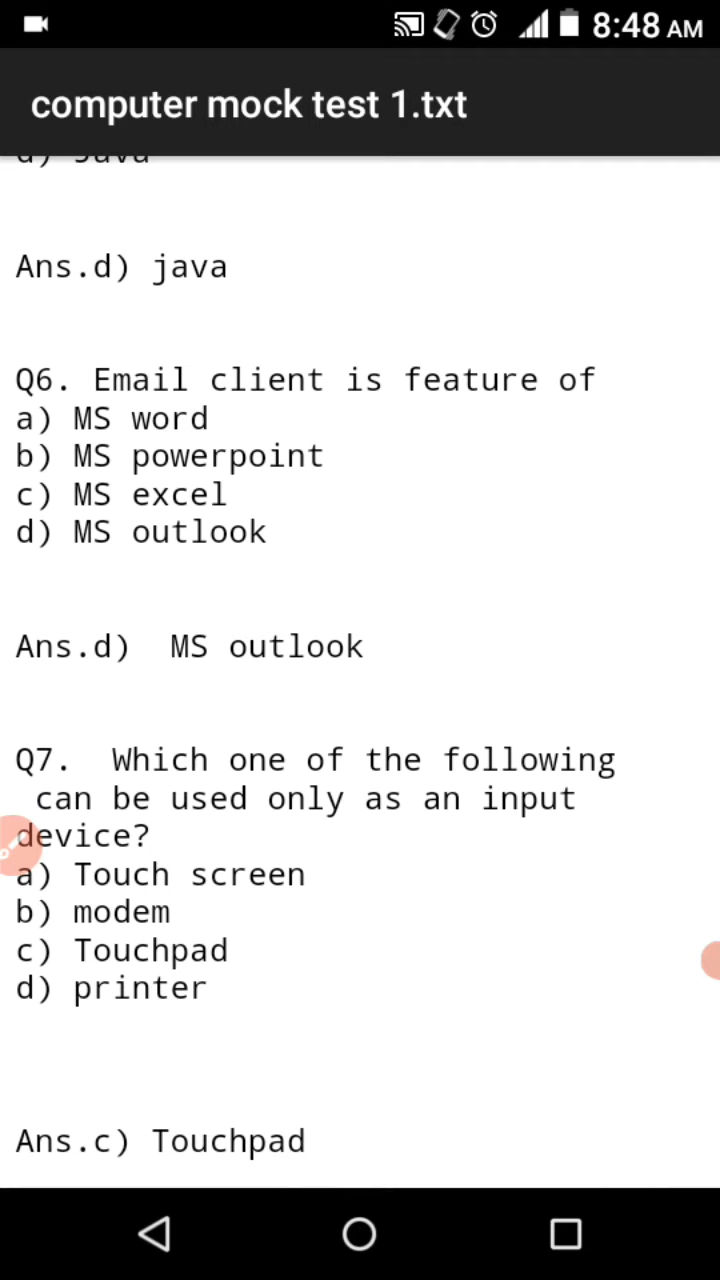 8:48 AM
computer mock test 1.txt
d) Java
Ans.d) java
Q6. Email client is feature of
a) MS word
b) MS powerpoint
c) MS excel
d) MS outlook
Ans.d)  MS outlook
Q7.  Which one of the following
can be used only as an input
device?
a) Touch screen
b) modem
c) Touchpad
d) printer
Ans.c) Touchpad